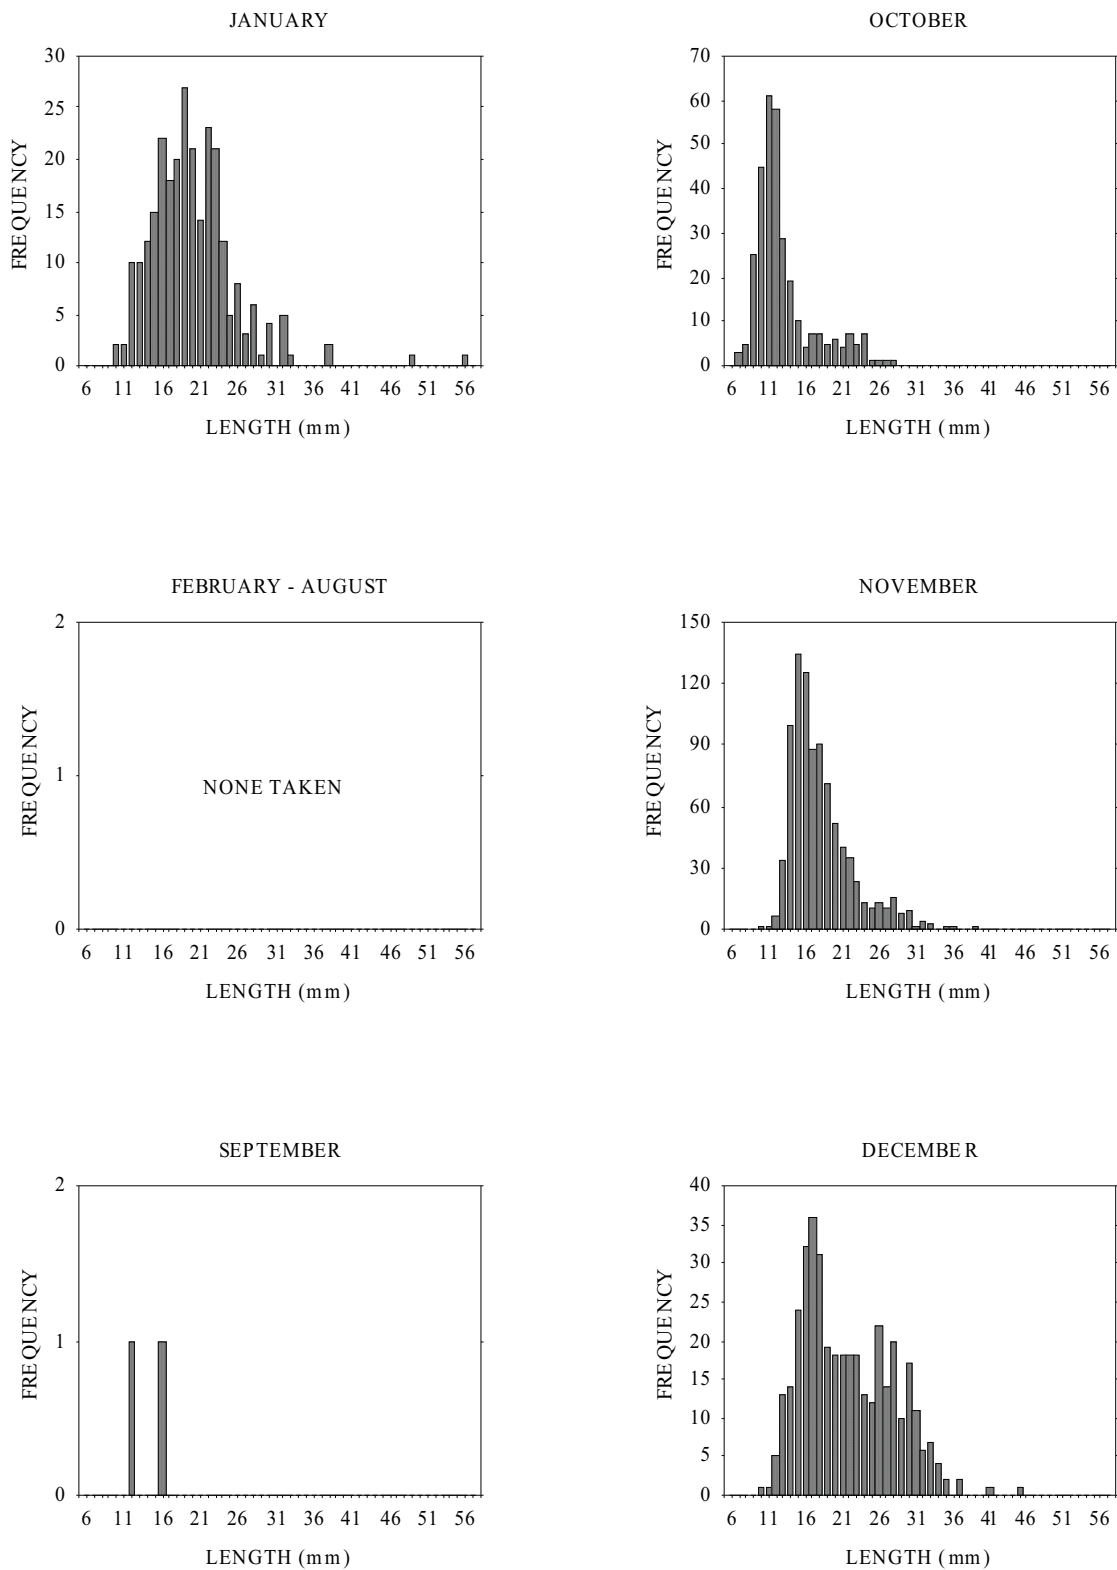 JANUARY
30
25
20
15
10
5
0
FREQUENCY
6 11 16 21 26 31 36 41 46 51 56
LENGTH (mm)
OCTOBER
70
60
50
40
30
20
10
0
FREQUENCY
6 11 16 21 26 31 36 41 46 51 56
LENGTH (mm)
FEBRUARY - AUGUST
2
1
0
FREQUENCY
NONE TAKEN
6 11 16 21 26 31 36 41 46 51 56
LENGTH (mm)
NOVEMBER
150
120
90
60
30
0
FREQUENCY
6 11 16 21 26 31 36 41 46 51 56
LENGTH (mm)
SEPTEMBER
2
1
0
FREQUENCY
6 11 16 21 26 31 36 41 46 51 56
LENGTH (mm)
DECEMBER
40
35
30
25
20
15
10
5
0
FREQUENCY
6 11 16 21 26 31 36 41 46 51 56
LENGTH (mm)